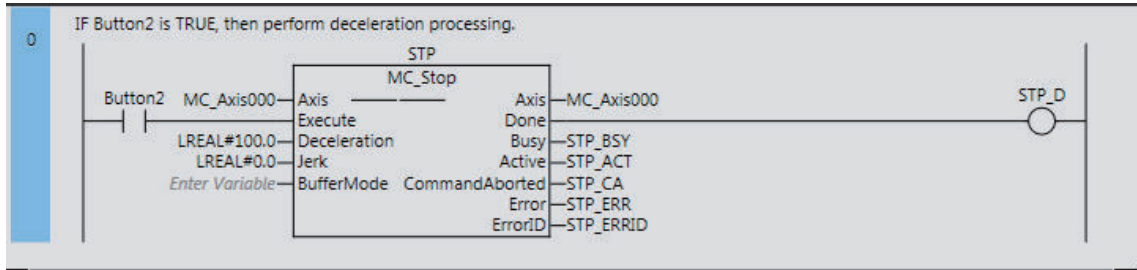 0
IF Button2 is TRUE, then perform deceleration processing.
STP
MC_Stop
Button2 MC_Axis000 Axis Axis MC_Axis000 STP_D
Execute Done
LREAL#100.0 Deceleration Busy STP_BSY
LREAL#0.0 Jerk Active STP_ACT
Enter Variable BufferMode CommandAborted STP_CA
Error STP_ERR
ErrorID STP_ERRID